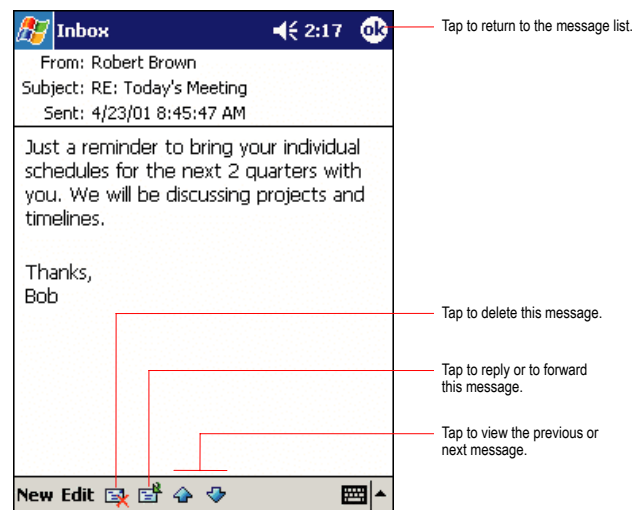 Inbox 2:17 ok
Tap to return to the message list.
From: Robert Brown
Subject: RE: Today's Meeting
Sent: 4/23/01 8:45:47 AM
Just a reminder to bring your individual
schedules for the next 2 quarters with
you. We will be discussing projects and
timelines.
Thanks,
Bob
Tap to delete this message.
Tap to reply or to forward
this message.
Tap to view the previous or
next message.
New Edit